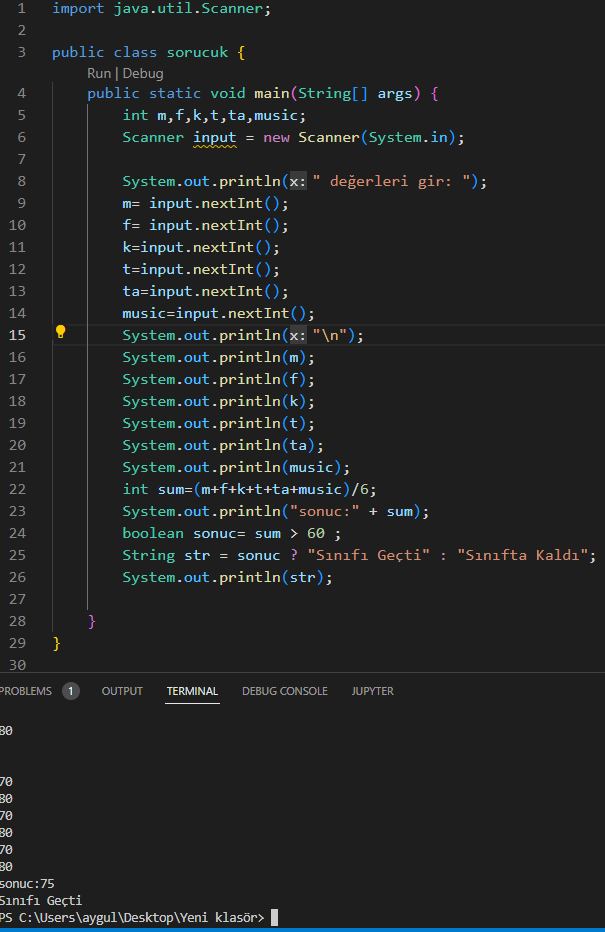 1 import java.util.Scanner;
2
3 public class sorucuk {
Run | Debug
4 public static void main(String[] args) {
5 int m,f,k,t,ta,music;
6 Scanner input = new Scanner(System.in);
7
8 System.out.println(x: " değerleri gir: ");
9 m= input.nextInt();
10 f= input.nextInt();
11 k=input.nextInt();
12 t=input.nextInt();
13 ta=input.nextInt();
14 music=input.nextInt();
15 System.out.println(x: "\n");
16 System.out.println(m);
17 System.out.println(f);
18 System.out.println(k);
19 System.out.println(t);
20 System.out.println(ta);
21 System.out.println(music);
22 int sum=(m+f+k+t+ta+music)/6;
23 System.out.println("sonuc:" + sum);
24 boolean sonuc= sum > 60 ;
25 String str = sonuc ? "Sınıfı Geçti" : "Sınıfta Kaldı";
26 System.out.println(str);
27
28 }
29 }
30
PROBLEMS 1 OUTPUT TERMINAL DEBUG CONSOLE JUPYTER
80
70
80
70
80
70
80
sonuc:75
Sınıfı Geçti
PS C:\Users\aygul\Desktop\Yeni klasör>